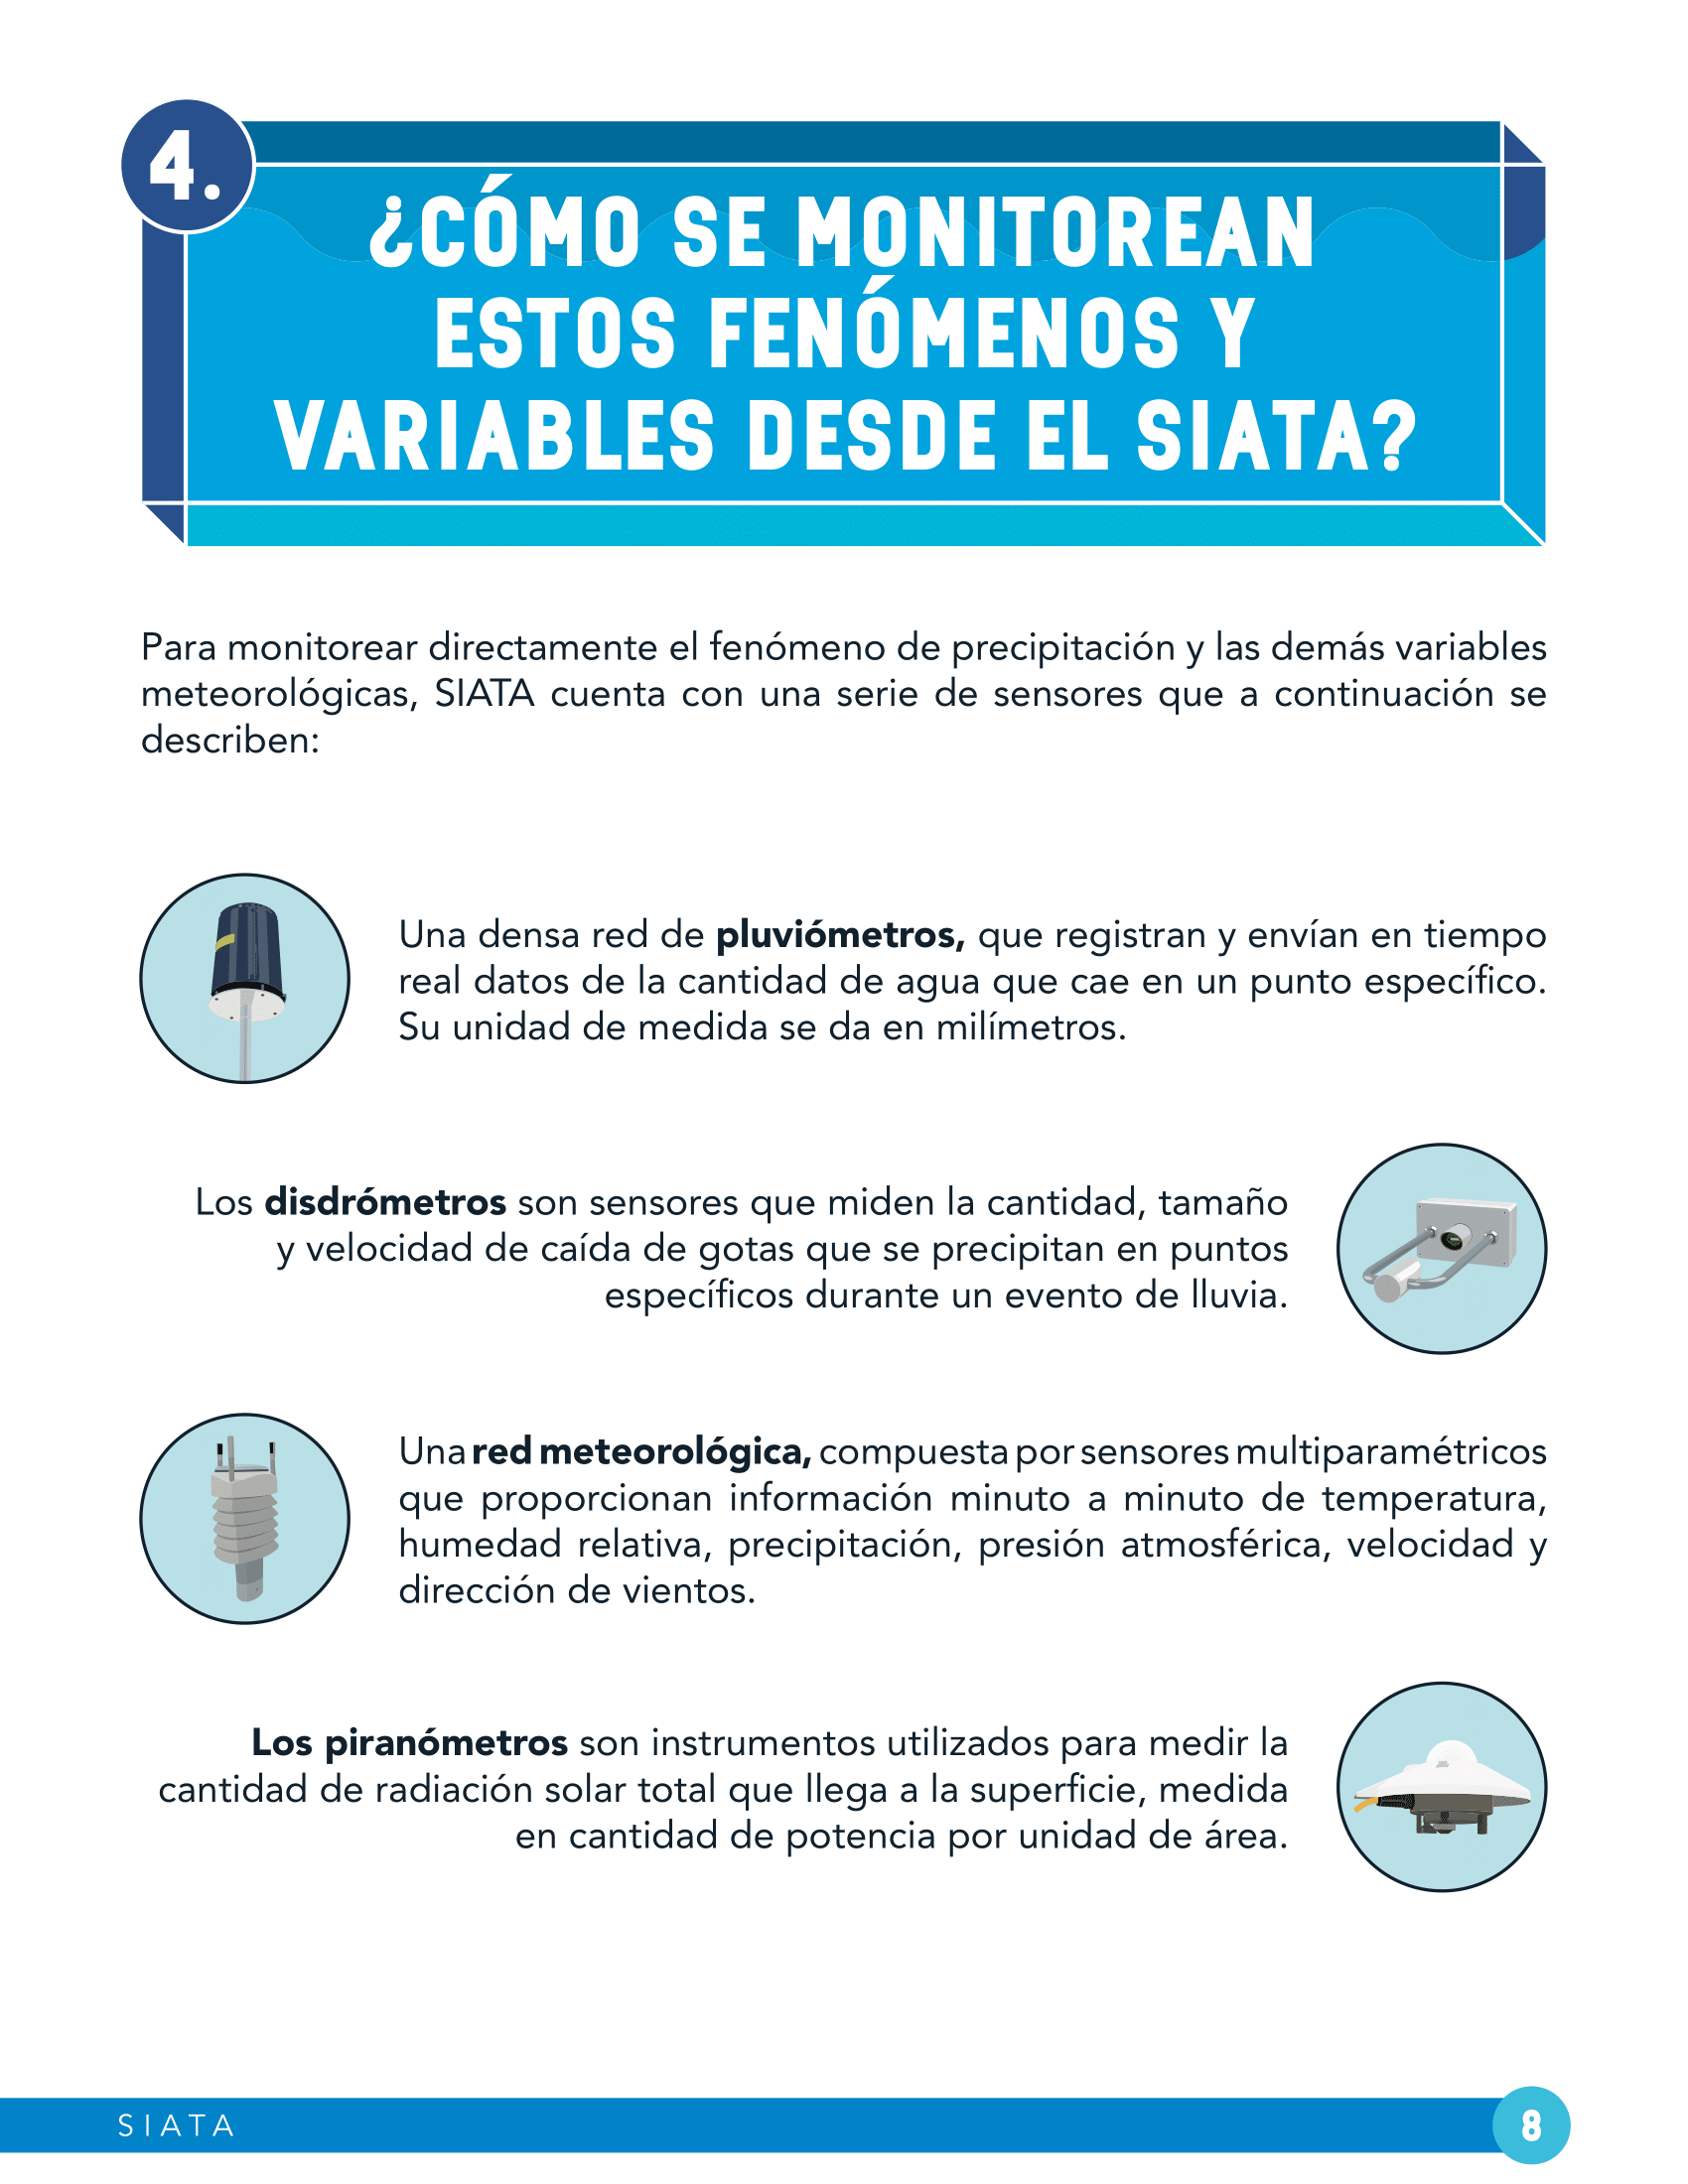 4.
¿CÓMO SE MONITOREAN
ESTOS FENÓMENOS Y
VARIABLES DESDE EL SIATA?
Para monitorear directamente el fenómeno de precipitación y las demás variables
meteorológicas, SIATA cuenta con una serie de sensores que a continuación se
describen:
Una densa red de pluviómetros, que registran y envían en tiempo
real datos de la cantidad de agua que cae en un punto específico.
Su unidad de medida se da en milímetros.
Los disdrómetros son sensores que miden la cantidad, tamaño
y velocidad de caída de gotas que se precipitan en puntos
específicos durante un evento de lluvia.
Una red meteorológica, compuesta por sensores multiparamétricos
que proporcionan información minuto a minuto de temperatura,
humedad relativa, precipitación, presión atmosférica, velocidad y
dirección de vientos.
Los piranómetros son instrumentos utilizados para medir la
cantidad de radiación solar total que llega a la superficie, medida
en cantidad de potencia por unidad de área.
SIATA
8